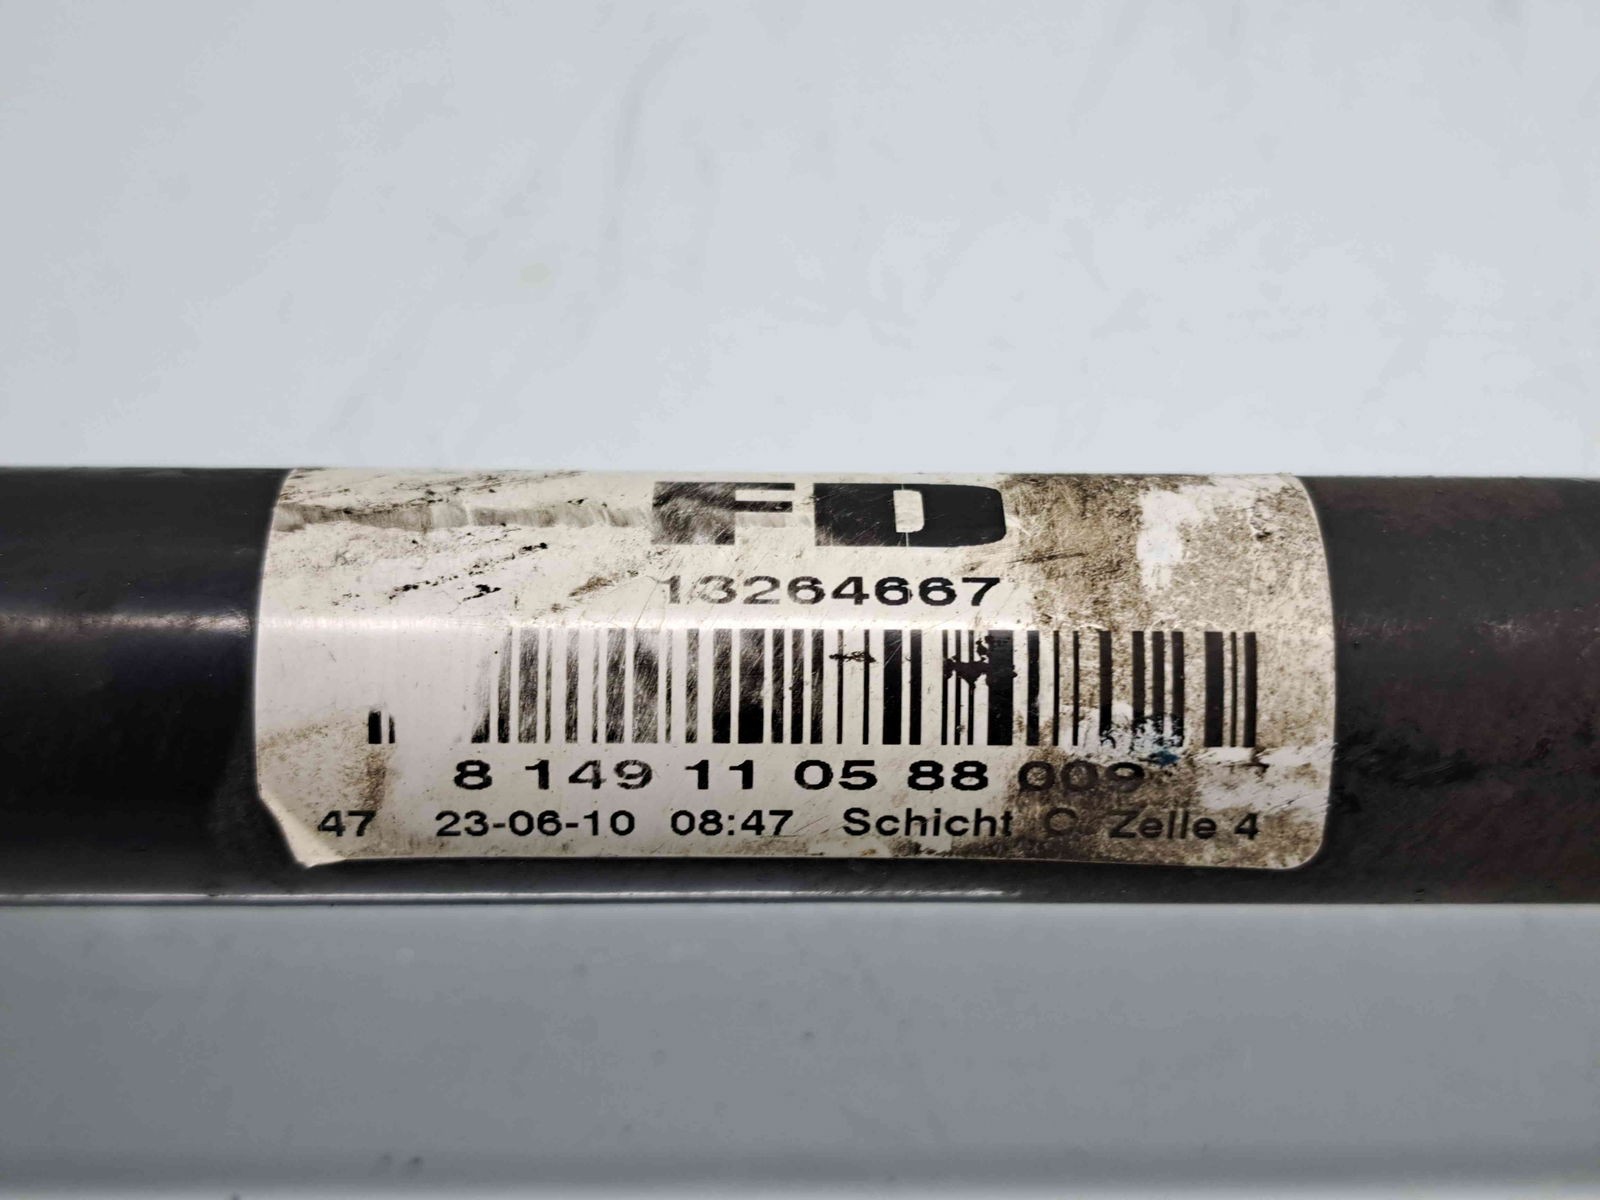 FD
13264667
8 149 11 05 88 009
47 23-06-10 08:47 Schicht C Zelle 4